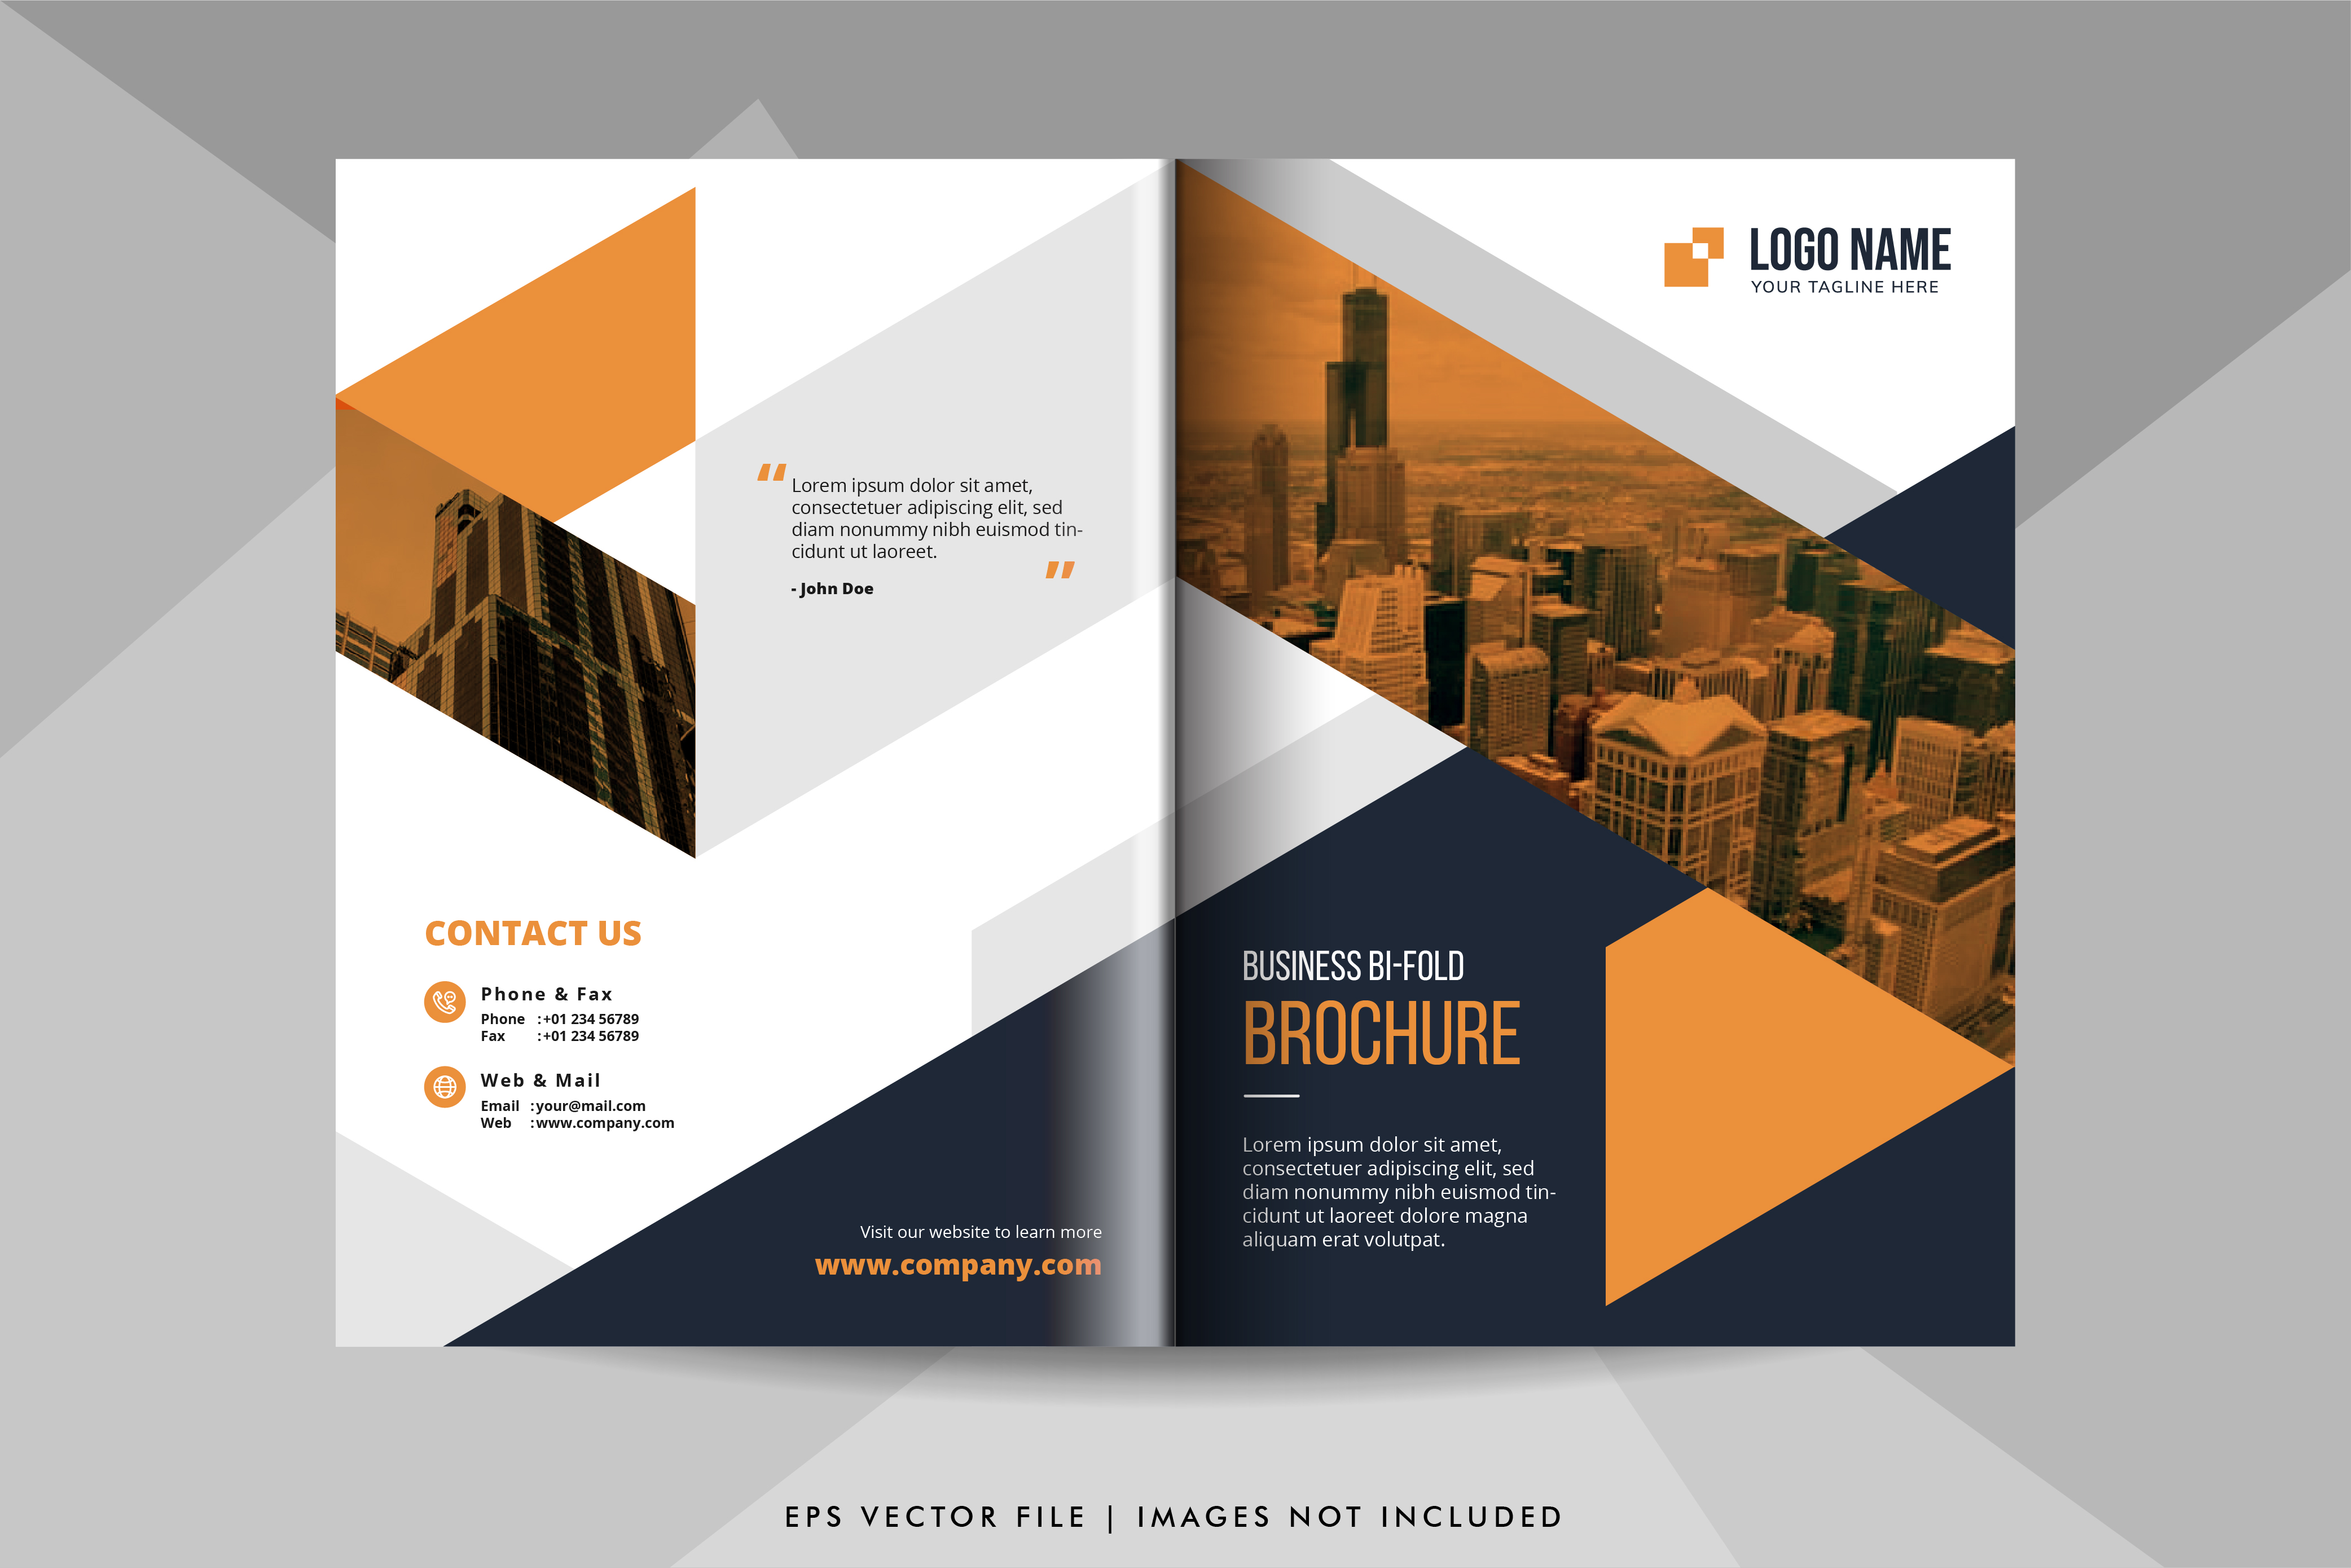 “ Lorem ipsum dolor sit amet,
consectetuer adipiscing elit, sed
diam nonummy nibh euismod tin-
cidunt ut laoreet. ”
- John Doe
CONTACT US
Phone & Fax
Phone :+01 234 56789
Fax :+01 234 56789
Web & Mail
Email :your@mail.com
Web :www.company.com
Visit our website to learn more
www.company.com
LOGO NAME
YOUR TAGLINE HERE
BUSINESS BI-FOLD
BROCHURE
Lorem ipsum dolor sit amet,
consectetuer adipiscing elit, sed
diam nonummy nibh euismod tin-
cidunt ut laoreet dolore magna
aliquam erat volutpat.
EPS VECTOR FILE | IMAGES NOT INCLUDED